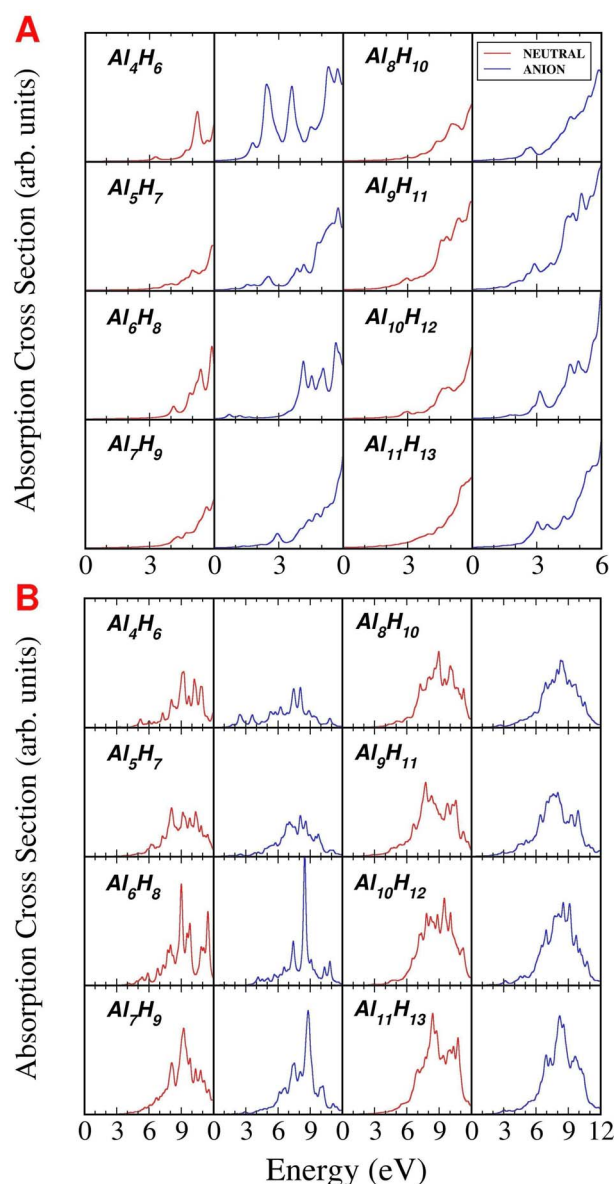 A
Absorption Cross Section (arb. units)
Al4H6
Al8H10
NEUTRAL
ANION
Al5H7
Al9H11
Al6H8
Al10H12
Al7H9
Al11H13
0 3 0 3 0 3 0 3 6
B
Absorption Cross Section (arb. units)
Al4H6
Al8H10
Al5H7
Al9H11
Al6H8
Al10H12
Al7H9
Al11H13
0 3 6 9 0 3 6 9 0 3 6 9 0 3 6 9 12
Energy (eV)